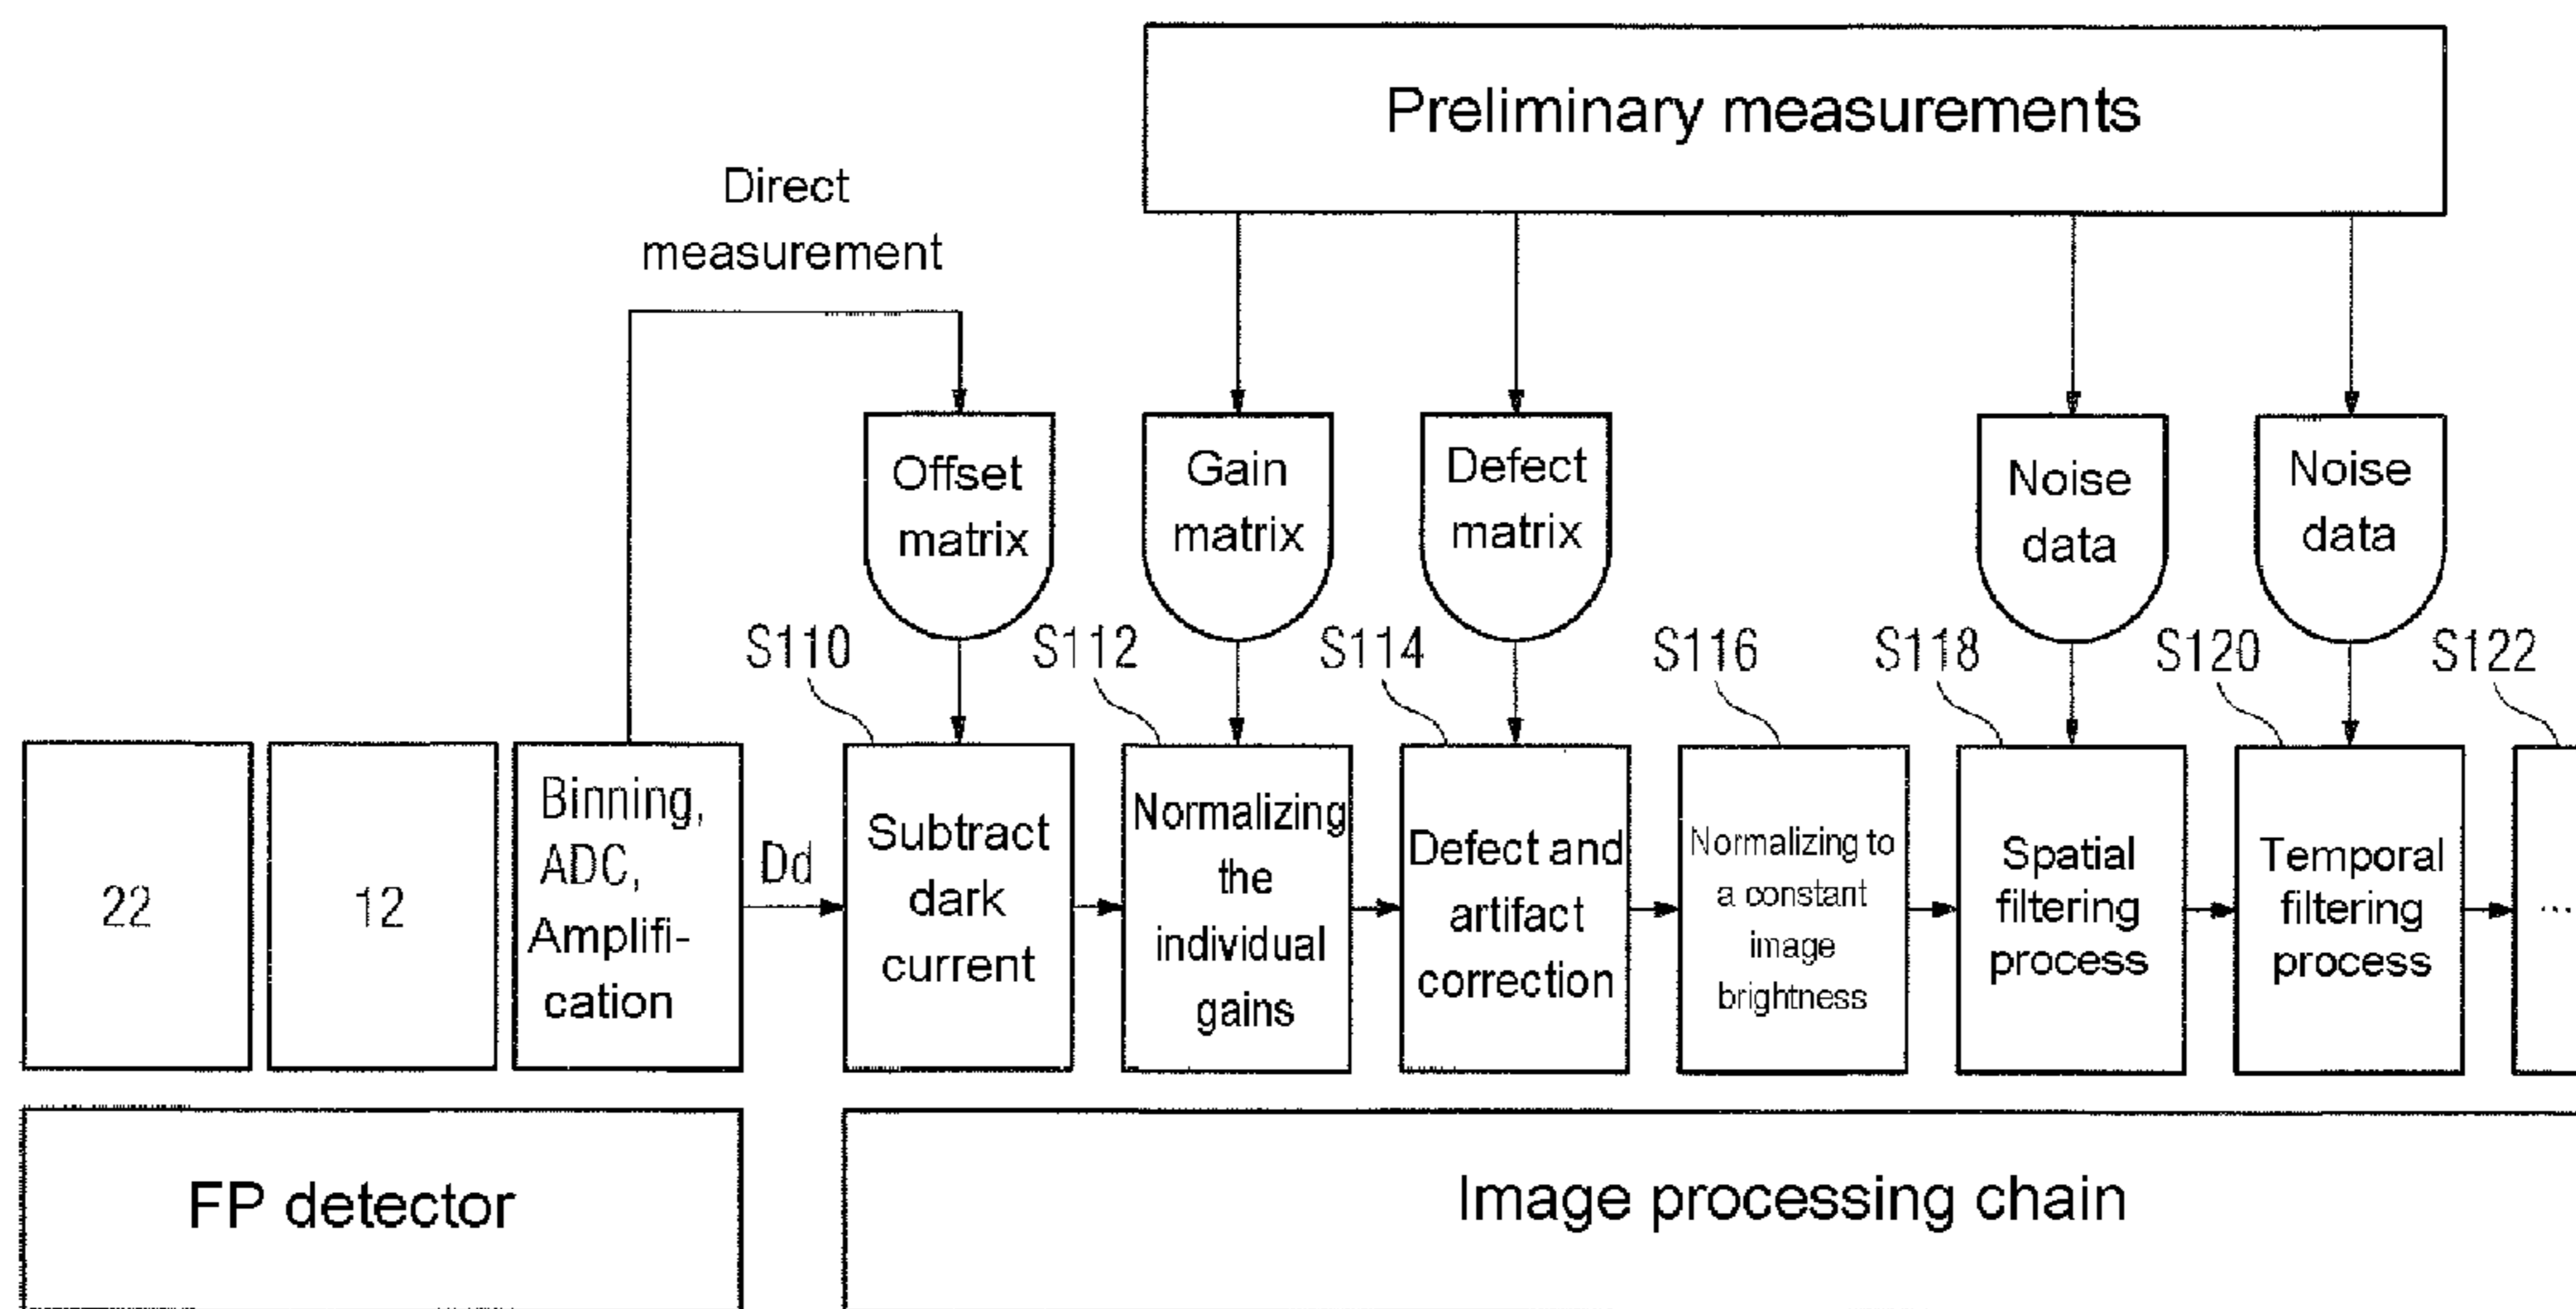 Preliminary measurements
Direct
measurement
Offset
matrix
Gain
matrix
Defect
matrix
Noise
data
Noise
data
S110
S112
S114
S116
S118
S120
S122
22
12
Binning,
ADC,
Amplifi-
cation
Dd
Subtract
dark
current
Normalizing
the
individual
gains
Defect and
artifact
correction
Normalizing to
a constant
image
brightness
Spatial
filtering
process
Temporal
filtering
process
...
FP detector
Image processing chain